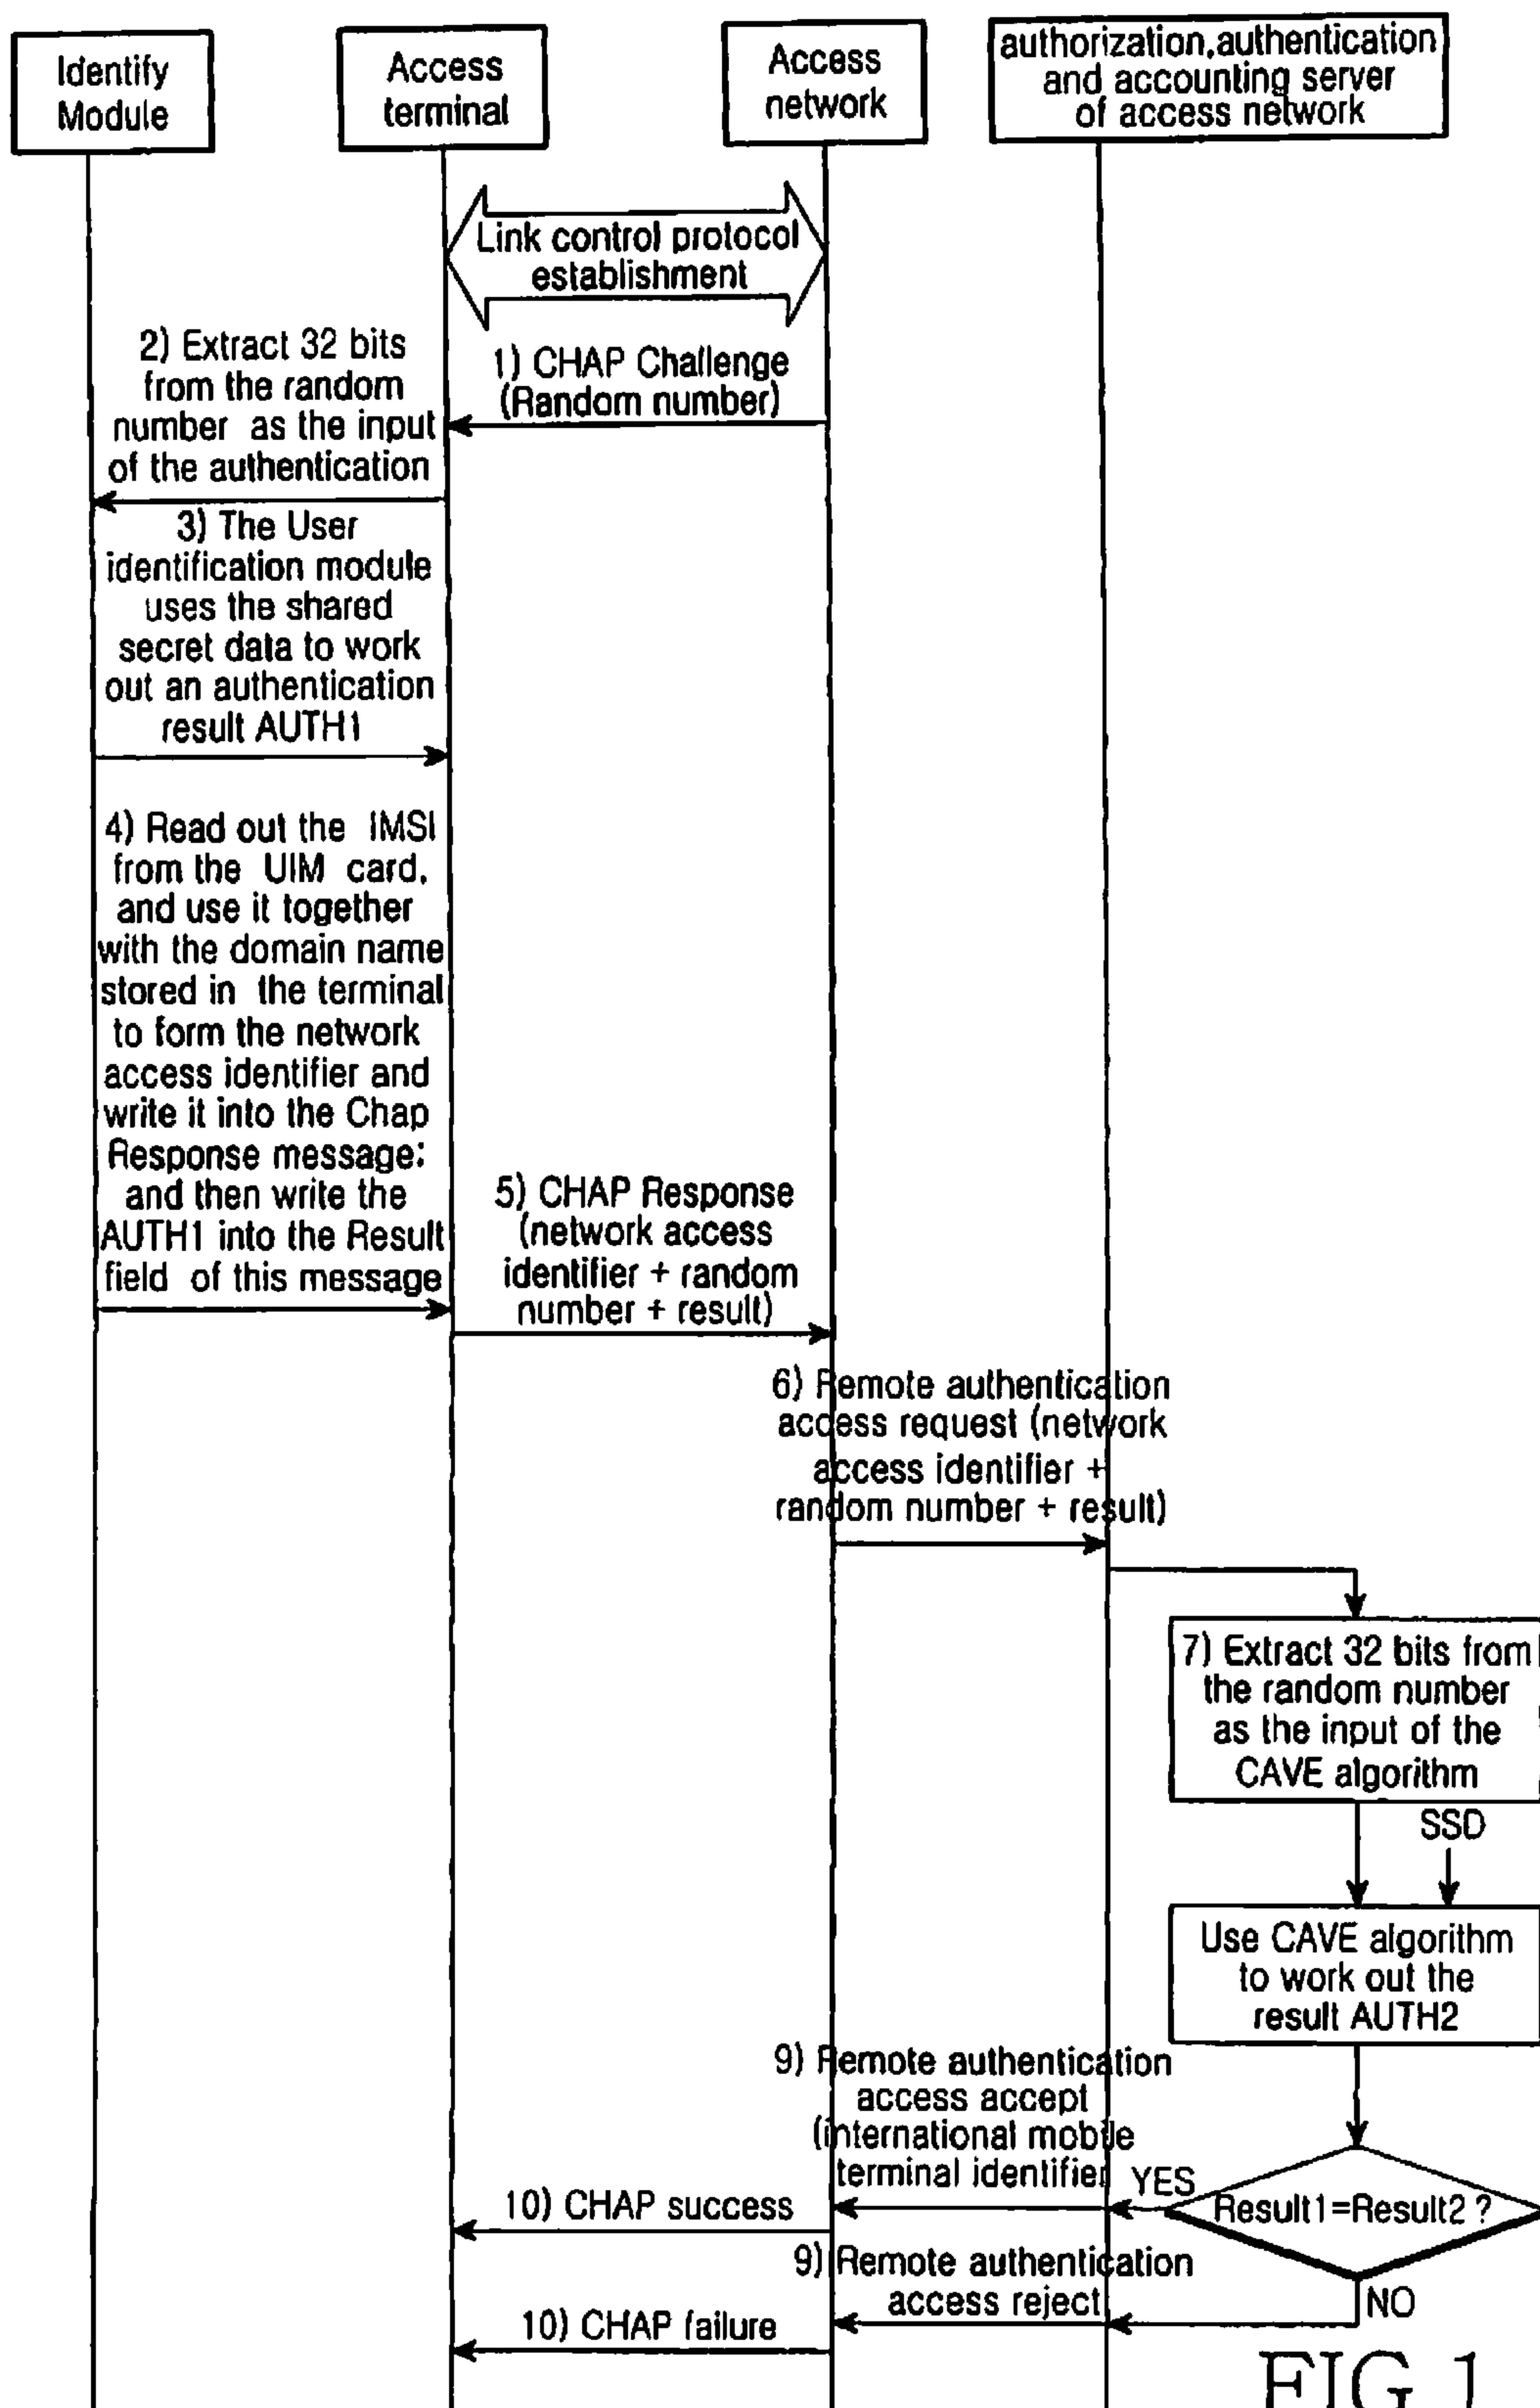 Identify
Module
Access
terminal
Access
network
authorization,authentication
and accounting server
of access network
Link control protocol
establishment
1) CHAP Challenge
(Random number)
2) Extract 32 bits
from the random
number as the input
of the authentication
3) The User
identification module
uses the shared
secret data to work
out an authentication
result AUTH1
4) Read out the IMSI
from the UIM card,
and use it together
with the domain name
stored in the terminal
to form the network
access identifier and
write it into the Chap
Response message;
and then write the
AUTH1 into the Result
field of this message
5) CHAP Response
(network access
identifier + random
number + result)
6) Remote authentication
access request (network
access identifier +
random number + result)
7) Extract 32 bits from
the random number
as the input of the
CAVE algorithm
SSD
Use CAVE algorithm
to work out the
result AUTH2
9) Remote authentication
access accept
(international mobile
terminal identifier
YES
Result1=Result2 ?
10) CHAP success
9) Remote authentication
access reject
NO
10) CHAP failure
FIG.1